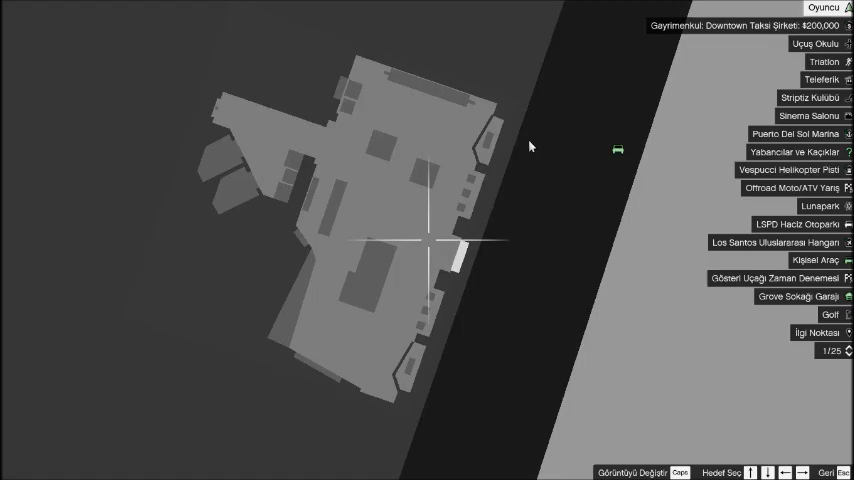 Oyuncu
Gayrimenkul: Downtown Taksi Şirketi: $200,000
Uçuş Okulu
Triatlon
Teleferik
Striptiz Kulübü
Sinema Salonu
Puerto Del Sol Marina
Yabancılar ve Kaçıklar
Vespucci Helikopter Pisti
Offroad Moto/ATV Yarış
Lunapark
LSPD Haciz Otoparkı
Los Santos Uluslararası Hangarı
Kişisel Araç
Gösteri Uçağı Zaman Denemesi
Grove Sokağı Garajı
Golf
İlgi Noktası
1/25
Görüntüyü Değiştir Caps Hedef Seç ↑ ↓ ← → Geri Esc